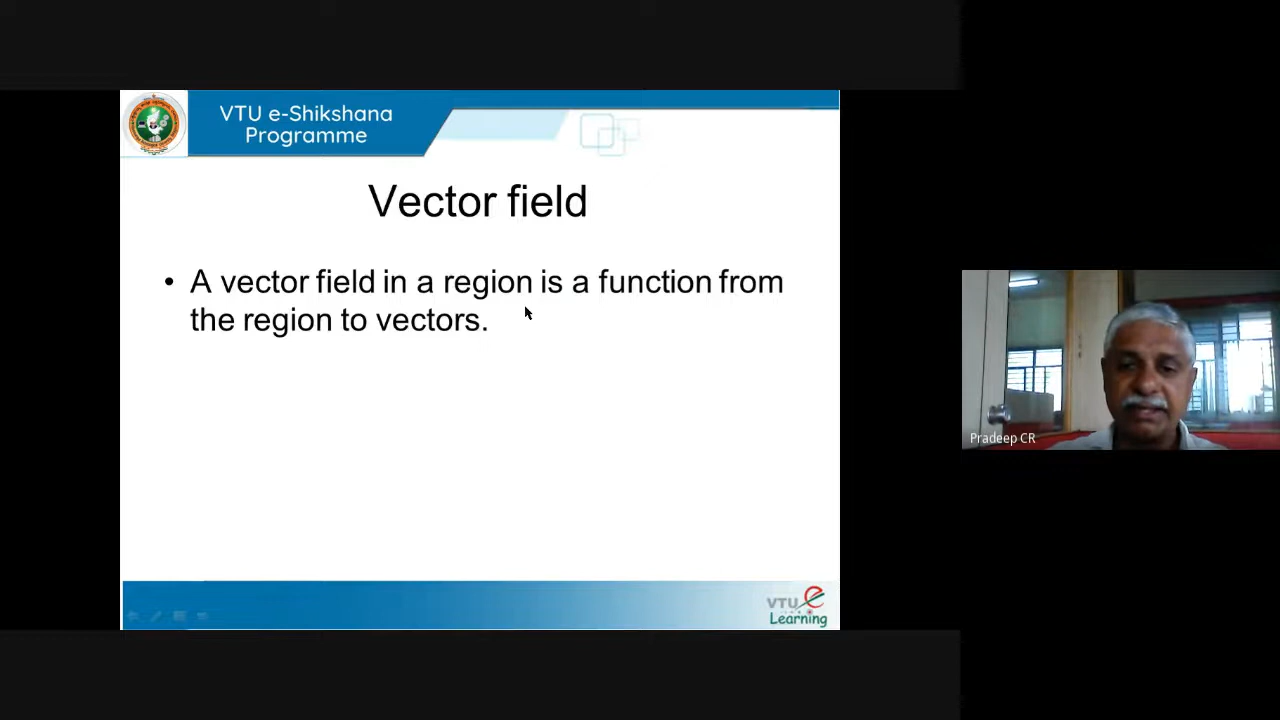 VTU e-Shikshana
Programme
Vector field
• A vector field in a region is a function from
the region to vectors.
Pradeep CR
VTU e
Learning